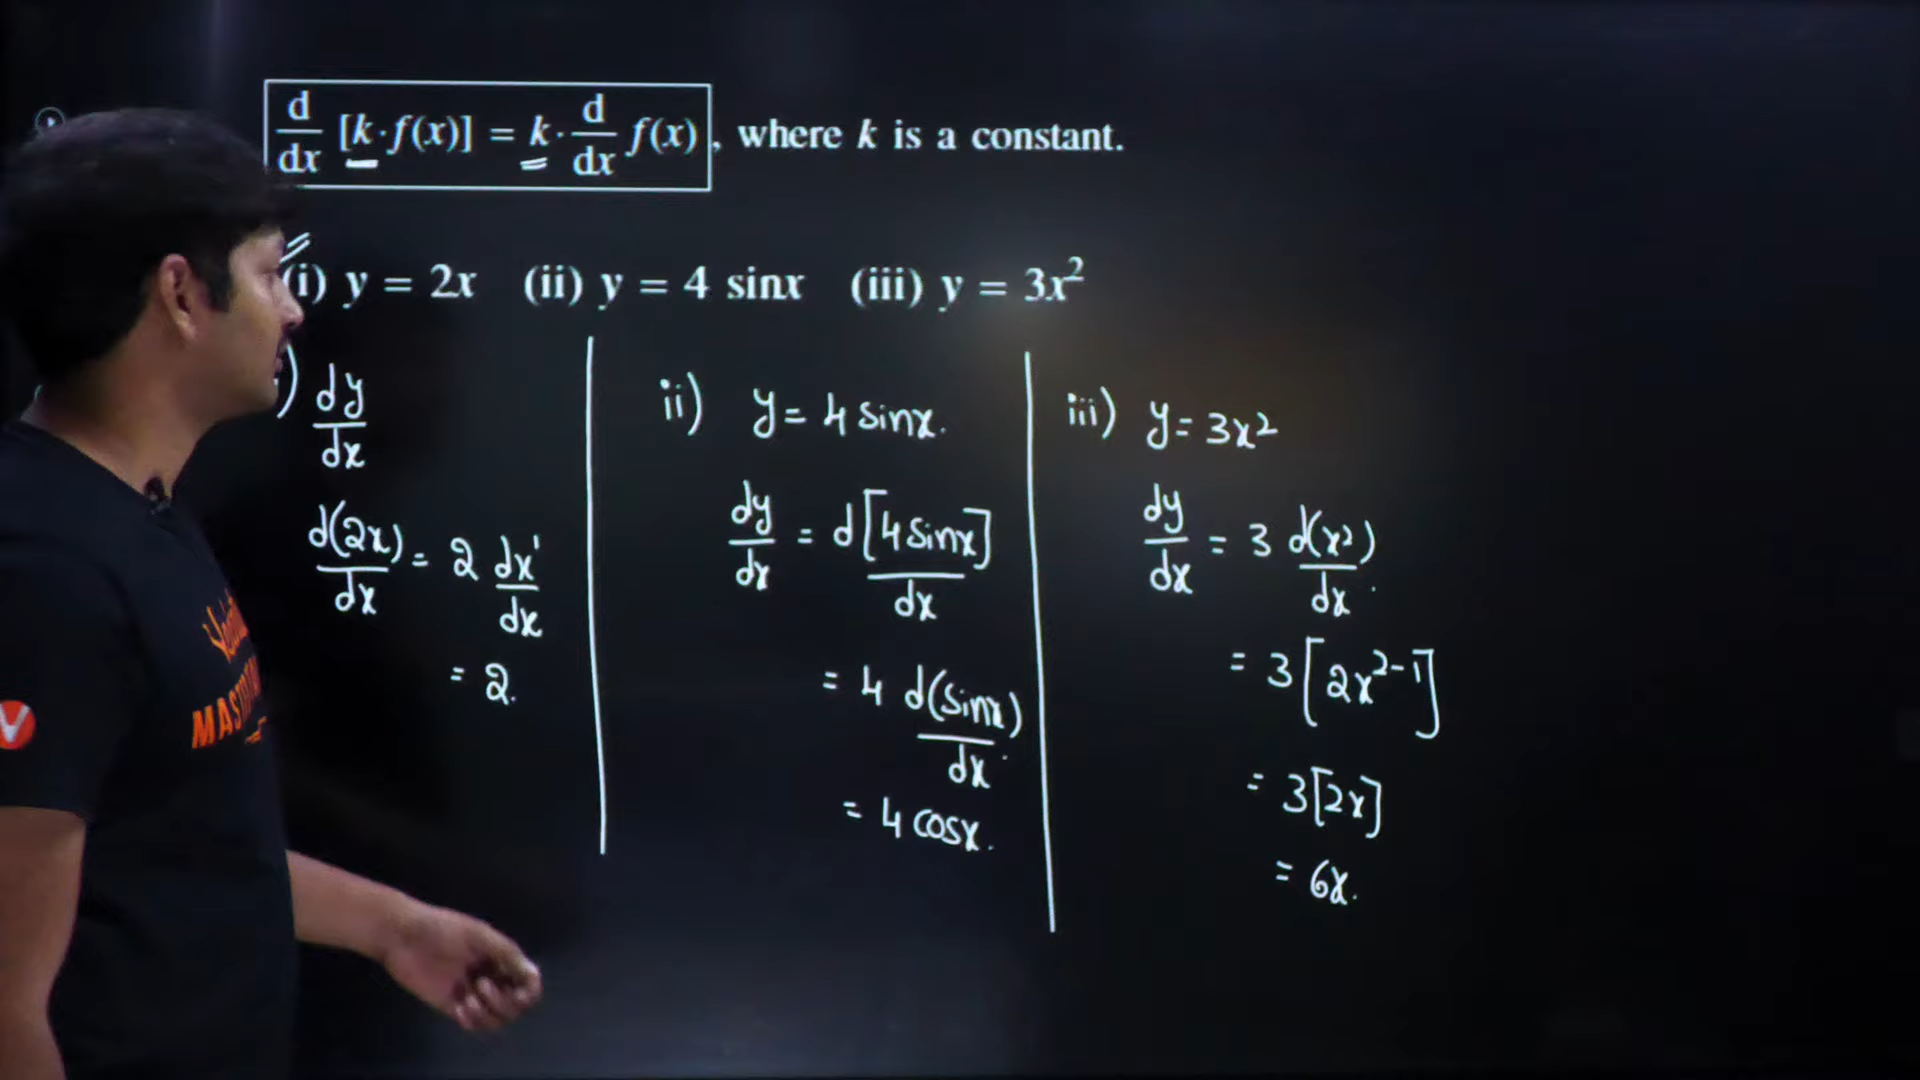 d/dx [k·f(x)] = k·d/dx f(x), where k is a constant.
(i) y = 2x (ii) y = 4 sinx (iii) y = 3x²
) dy/dx
d(2x)/dx = 2 dx'/dx
= 2.
ii) y = 4 sinx.
dy/dx = d[4 sinx]/dx
= 4 d(sinx)/dx.
= 4 cosx.
iii) y = 3x²
dy/dx = 3 d(x²)/dx.
= 3[2x²⁻¹]
= 3[2x]
= 6x.
V